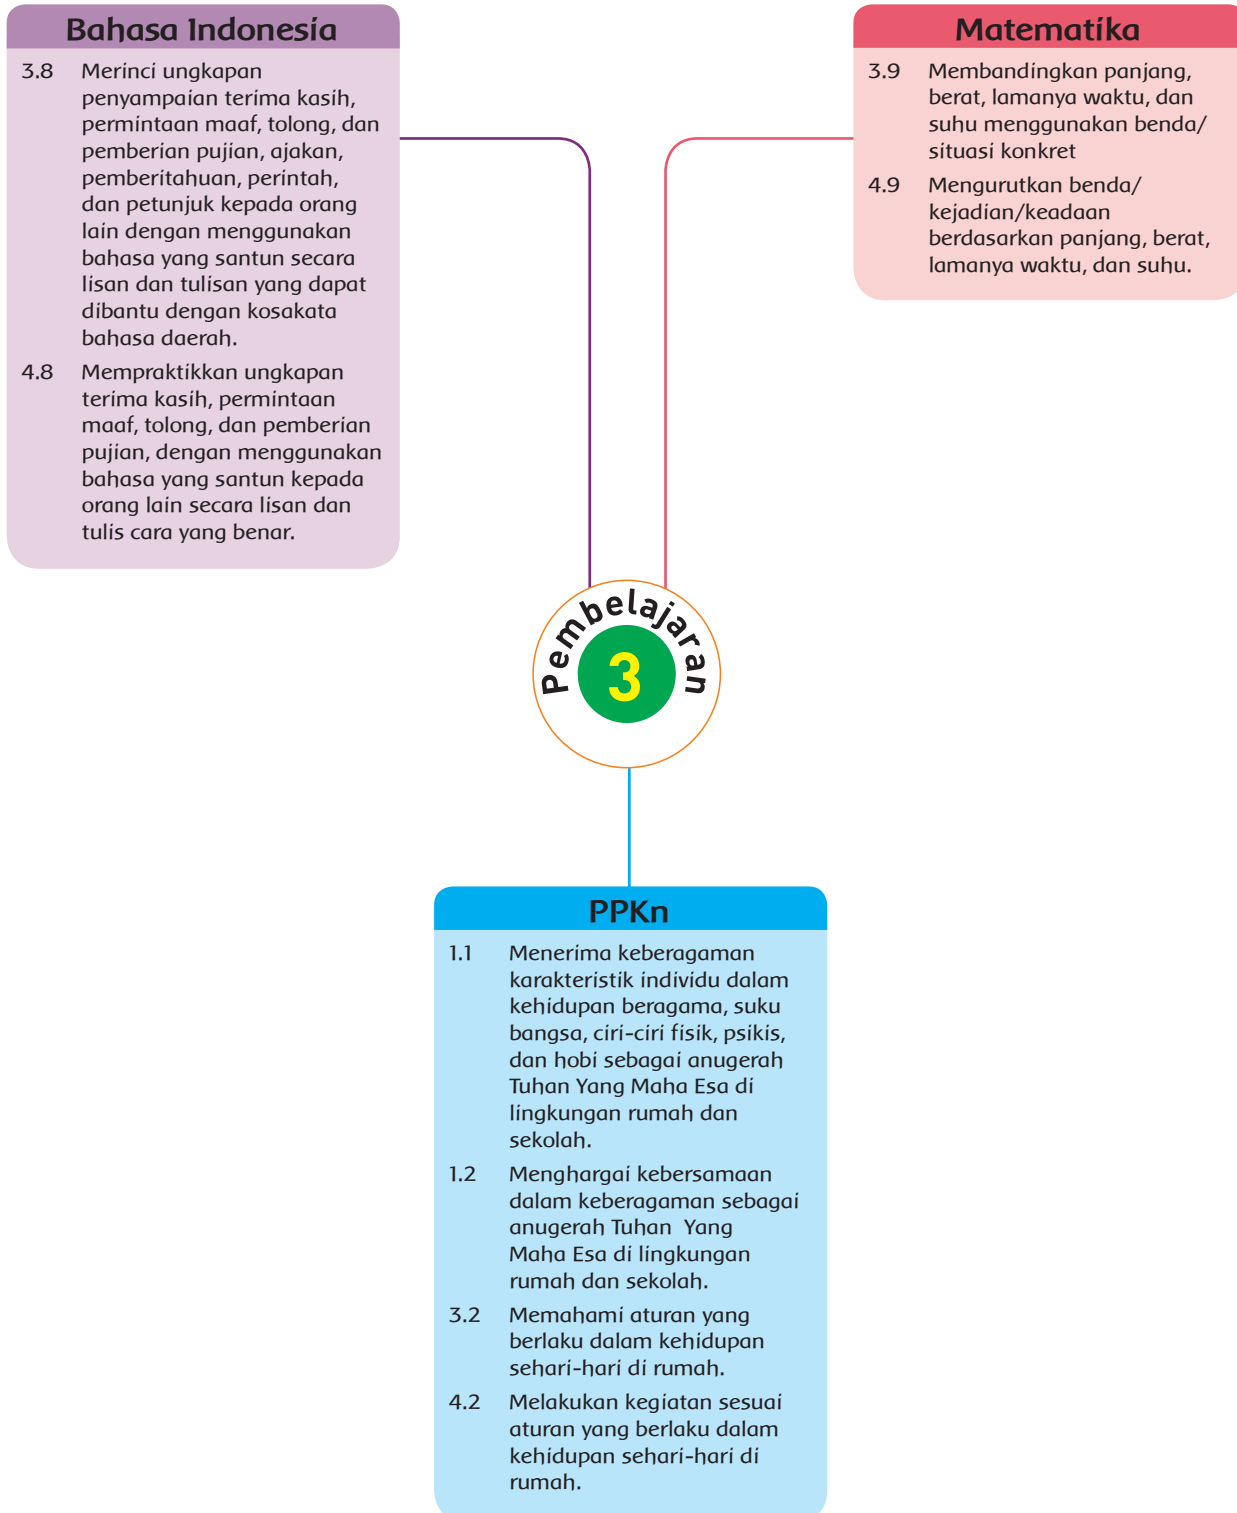 Bahasa Indonesia
3.8 Merinci ungkapan
penyampaian terima kasih,
permintaan maaf, tolong, dan
pemberian pujian, ajakan,
pemberitahuan, perintah,
dan petunjuk kepada orang
lain dengan menggunakan
bahasa yang santun secara
lisan dan tulisan yang dapat
dibantu dengan kosakata
bahasa daerah.
4.8 Mempraktikkan ungkapan
terima kasih, permintaan
maaf, tolong, dan pemberian
pujian, dengan menggunakan
bahasa yang santun kepada
orang lain secara lisan dan
tulis cara yang benar.
Matematika
3.9 Membandingkan panjang,
berat, lamanya waktu, dan
suhu menggunakan benda/
situasi konkret
4.9 Mengurutkan benda/
kejadian/keadaan
berdasarkan panjang, berat,
lamanya waktu, dan suhu.
Pembelajaran
3
PPKn
1.1 Menerima keberagaman
karakteristik individu dalam
kehidupan beragama, suku
bangsa, ciri-ciri fisik, psikis,
dan hobi sebagai anugerah
Tuhan Yang Maha Esa di
lingkungan rumah dan
sekolah.
1.2 Menghargai kebersamaan
dalam keberagaman sebagai
anugerah Tuhan Yang
Maha Esa di lingkungan
rumah dan sekolah.
3.2 Memahami aturan yang
berlaku dalam kehidupan
sehari-hari di rumah.
4.2 Melakukan kegiatan sesuai
aturan yang berlaku dalam
kehidupan sehari-hari di
rumah.